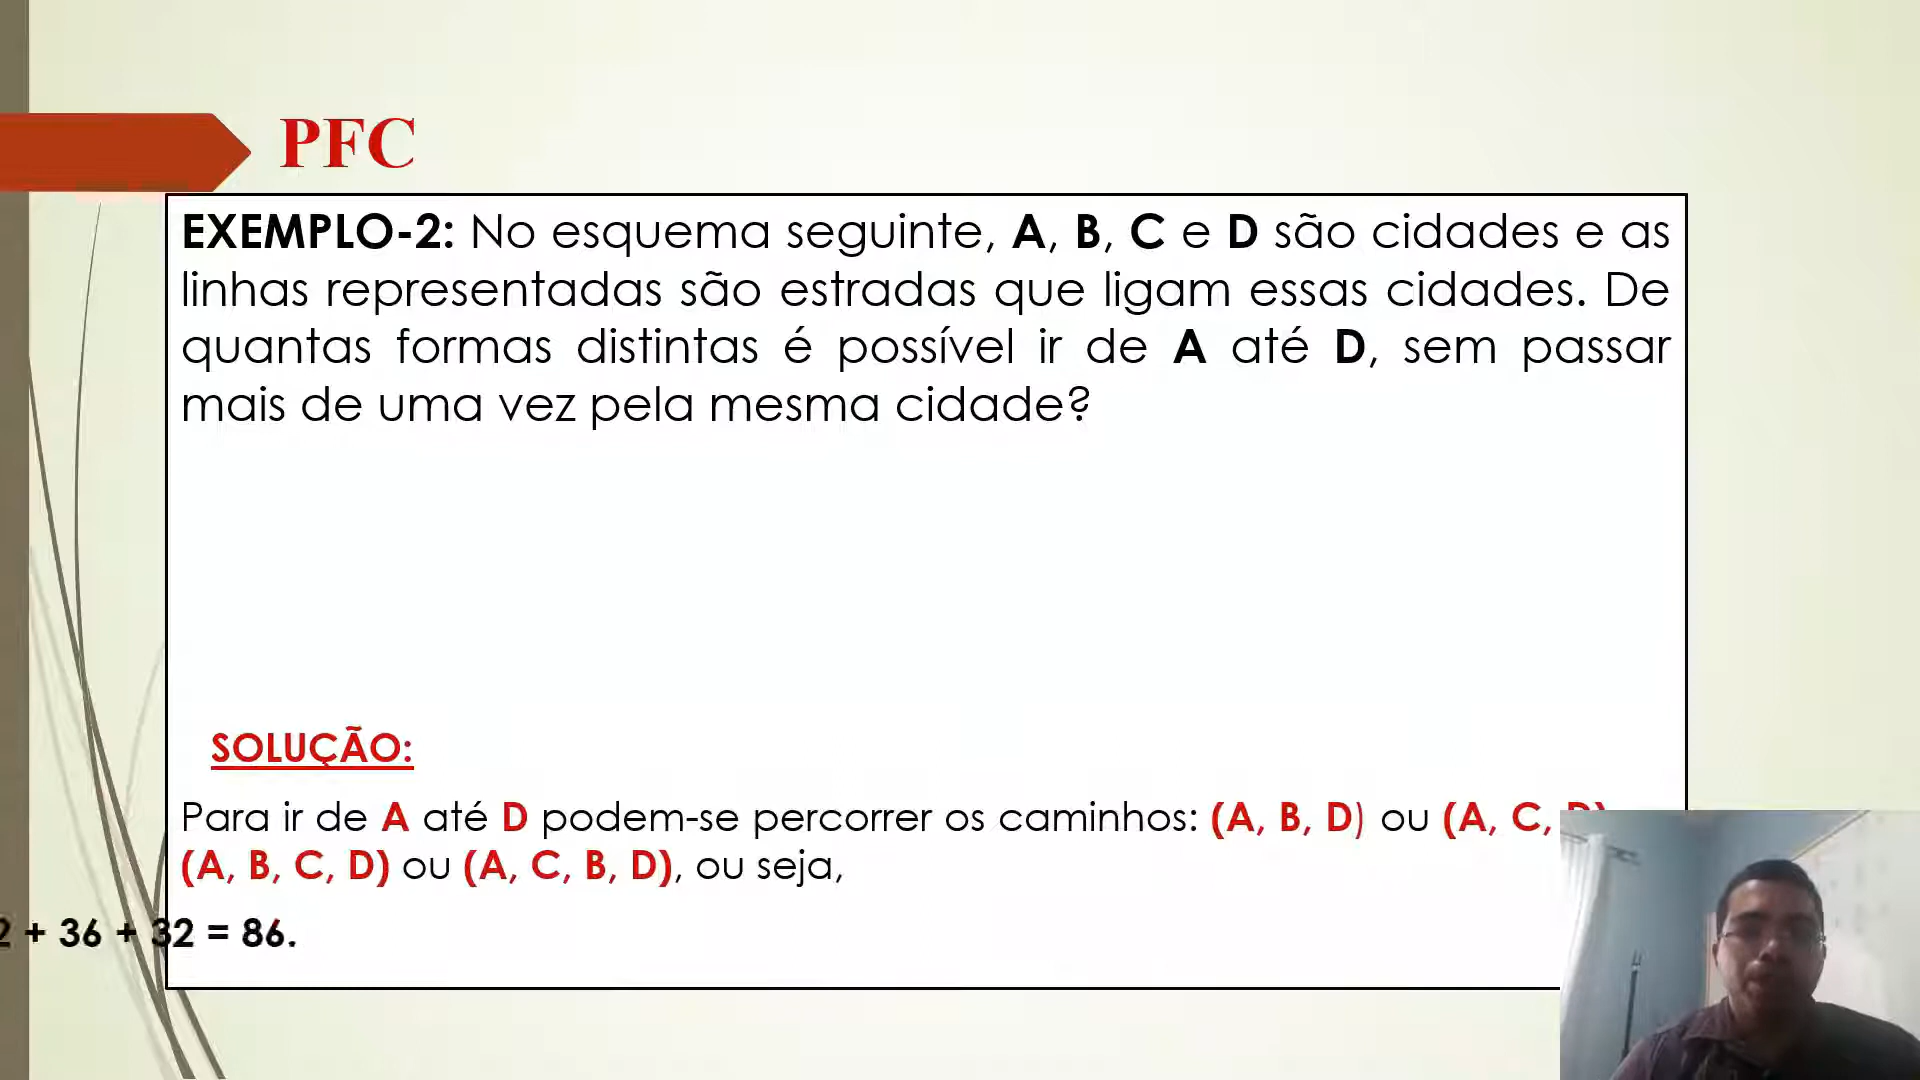 PFC
EXEMPLO-2: No esquema seguinte, A, B, C e D são cidades e as
linhas representadas são estradas que ligam essas cidades. De
quantas formas distintas é possível ir de A até D, sem passar
mais de uma vez pela mesma cidade?
SOLUÇÃO:
Para ir de A até D podem-se percorrer os caminhos: (A, B, D) ou (A, C, D)
(A, B, C, D) ou (A, C, B, D), ou seja,
2 + 36 + 32 = 86.